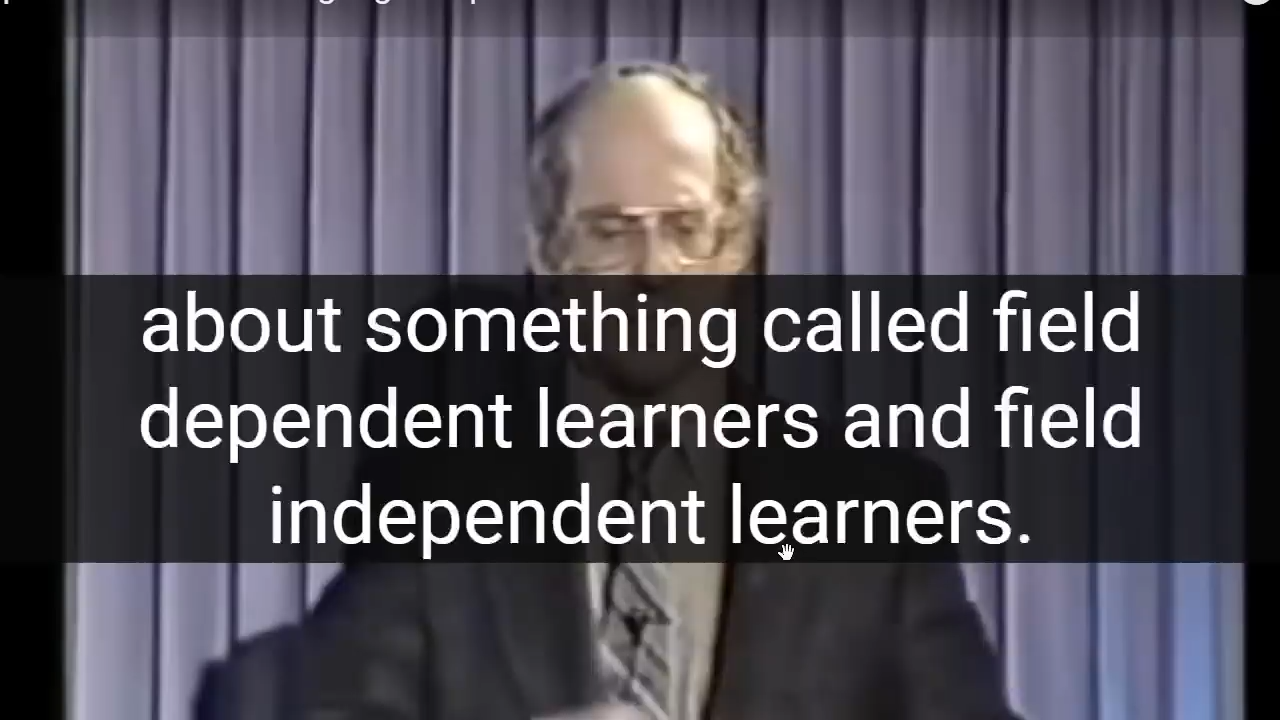 about something called field
dependent learners and field
independent learners.